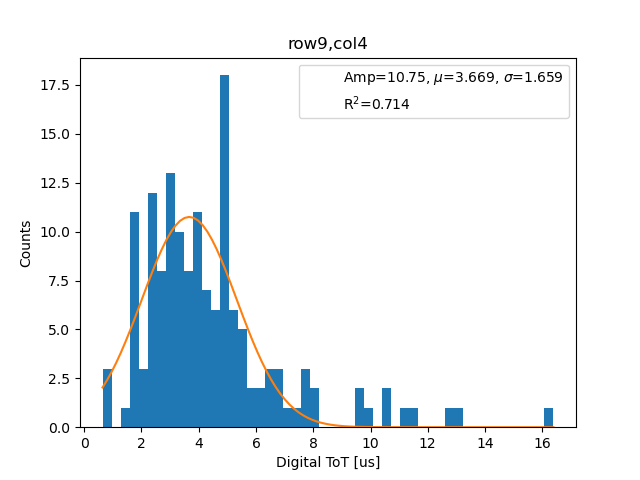 row9,col4
Amp=10.75, μ=3.669, σ=1.659
R²=0.714
Counts
17.5
15.0
12.5
10.0
7.5
5.0
2.5
0.0
0 2 4 6 8 10 12 14 16
Digital ToT [us]